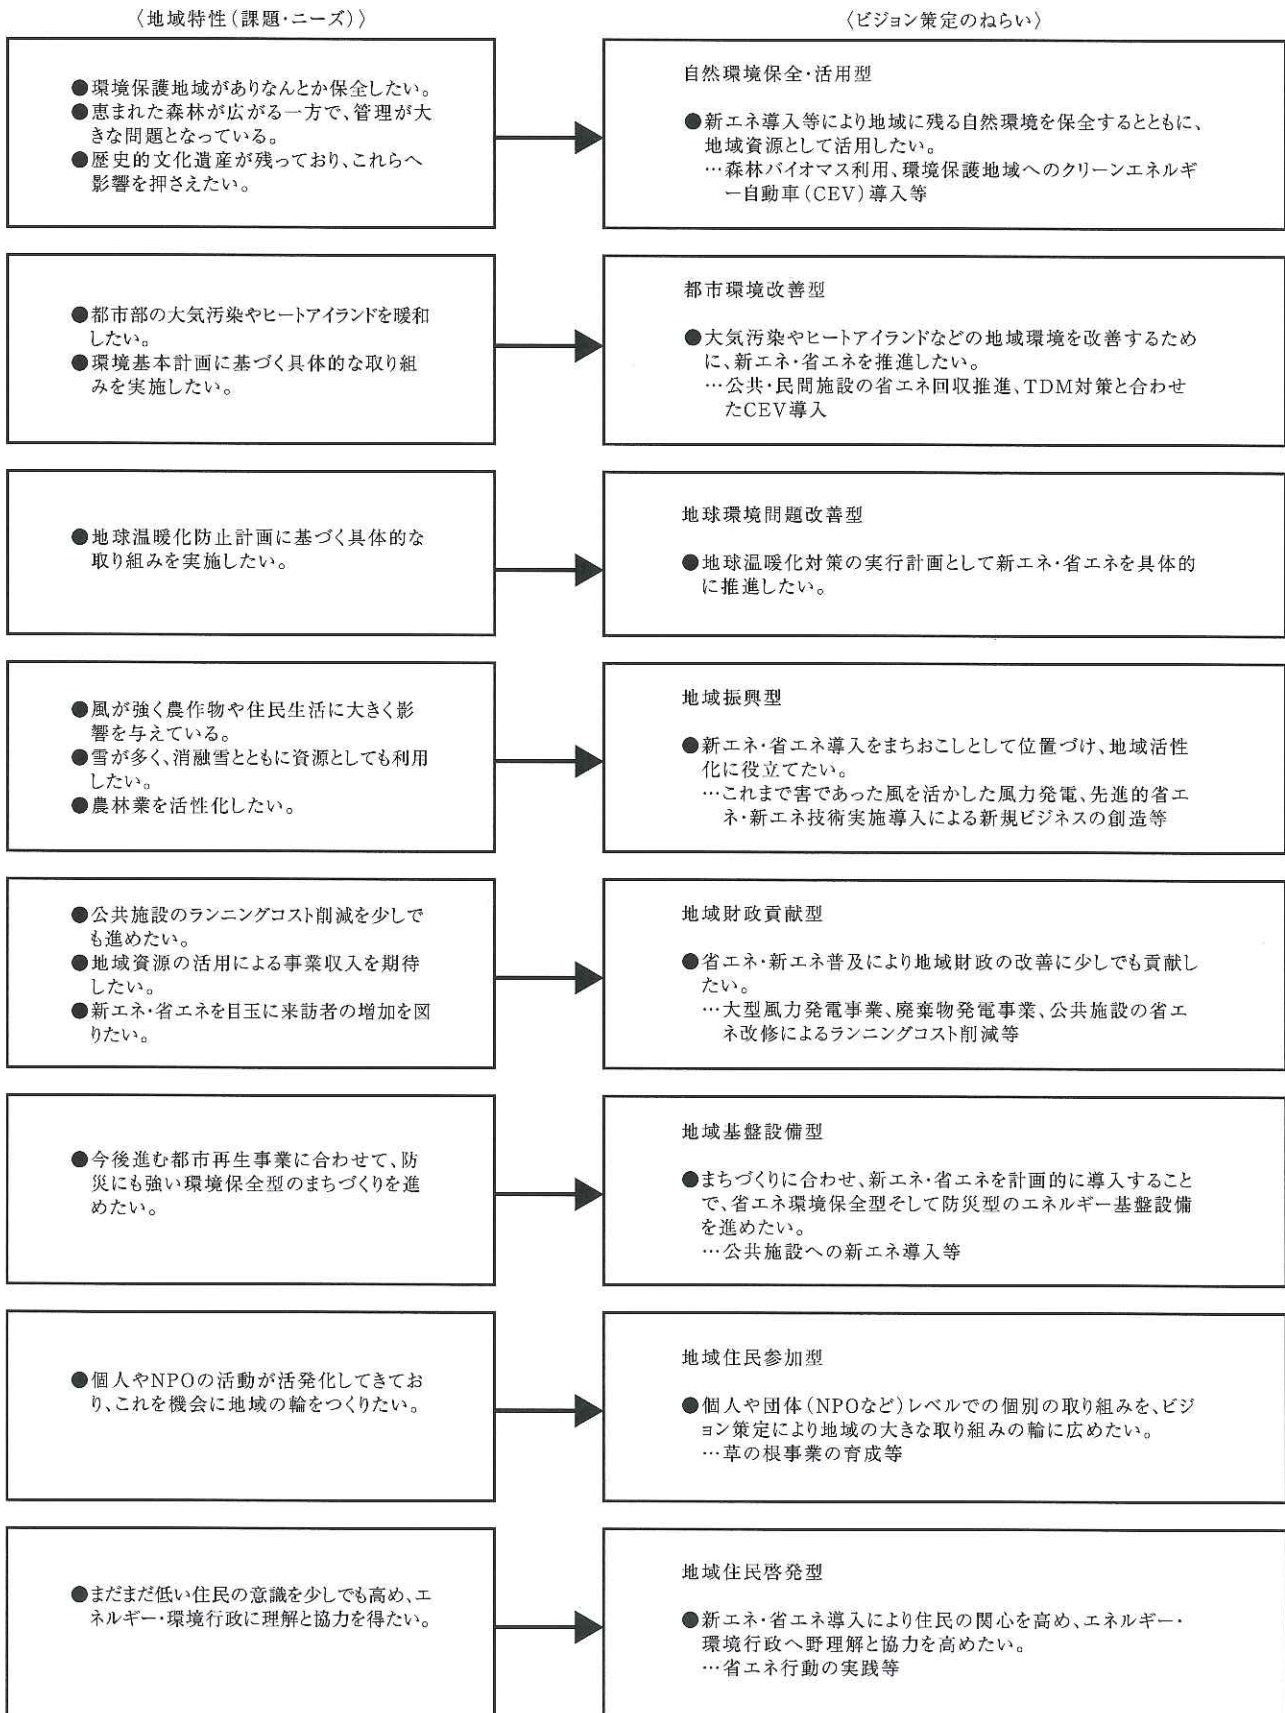 〈地域特性(課題・ニーズ)〉
〈ビジョン策定のねらい〉
●環境保護地域がありなんとか保全したい。
●恵まれた森林が広がる一方で、管理が大
きな問題となっている。
●歴史的文化遺産が残っており、これらへ
影響を押さえたい。
自然環境保全・活用型
●新エネ導入等により地域に残る自然環境を保全するとともに、
地域資源として活用したい。
…森林バイオマス利用、環境保護地域へのクリーンエネルギ
ー自動車(CEV)導入等
●都市部の大気汚染やヒートアイランドを暖和
したい。
●環境基本計画に基づく具体的な取り組
みを実施したい。
都市環境改善型
●大気汚染やヒートアイランドなどの地域環境を改善するため
に、新エネ・省エネを推進したい。
…公共・民間施設の省エネ回収推進、TDM対策と合わせ
たCEV導入
●地球温暖化防止計画に基づく具体的な
取り組みを実施したい。
地球環境問題改善型
●地球温暖化対策の実行計画として新エネ・省エネを具体的
に推進したい。
●風が強く農作物や住民生活に大きく影
響を与えている。
●雪が多く、消融雪とともに資源としても利用
したい。
●農林業を活性化したい。
地域振興型
●新エネ・省エネ導入をまちおこしとして位置づけ、地域活性
化に役立てたい。
…これまで害であった風を活かした風力発電、先進的省エ
ネ・新エネ技術実施導入による新規ビジネスの創造等
●公共施設のランニングコスト削減を少しで
も進めたい。
●地域資源の活用による事業収入を期待
したい。
●新エネ・省エネを目玉に来訪者の増加を図
りたい。
地域財政貢献型
●省エネ・新エネ普及により地域財政の改善に少しでも貢献し
たい。
…大型風力発電事業、廃棄物発電事業、公共施設の省エ
ネ改修によるランニングコスト削減等
●今後進む都市再生事業に合わせて、防
災にも強い環境保全型のまちづくりを進
めたい。
地域基盤設備型
●まちづくりに合わせ、新エネ・省エネを計画的に導入すること
で、省エネ環境保全型そして防災型のエネルギー基盤設備
を進めたい。
…公共施設への新エネ導入等
●個人やNPOの活動が活発化してきてお
り、これを機会に地域の輪をつくりたい。
地域住民参加型
●個人や団体(NPOなど)レベルでの個別の取り組みを、ビジ
ョン策定により地域の大きな取り組みの輪に広めたい。
…草の根事業の育成等
●まだまだ低い住民の意識を少しでも高め、エ
ネルギー・環境行政に理解と協力を得たい。
地域住民啓発型
●新エネ・省エネ導入により住民の関心を高め、エネルギー・
環境行政へ野理解と協力を高めたい。
…省エネ行動の実践等